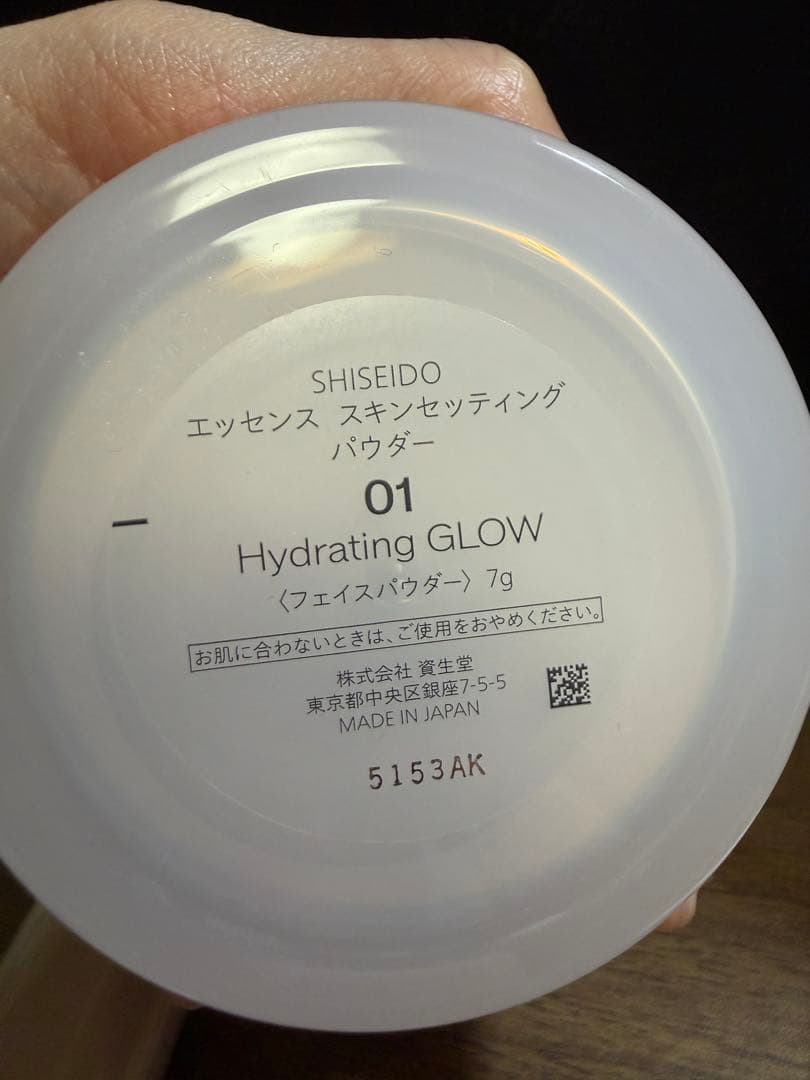 SHISEIDO
エッセンス スキンセッティング
パウダー
01
Hydrating GLOW
〈フェイスパウダー〉 7g
お肌に合わないときは、ご使用をおやめください。
株式会社 資生堂
東京都中央区銀座7-5-5
MADE IN JAPAN
5153AK